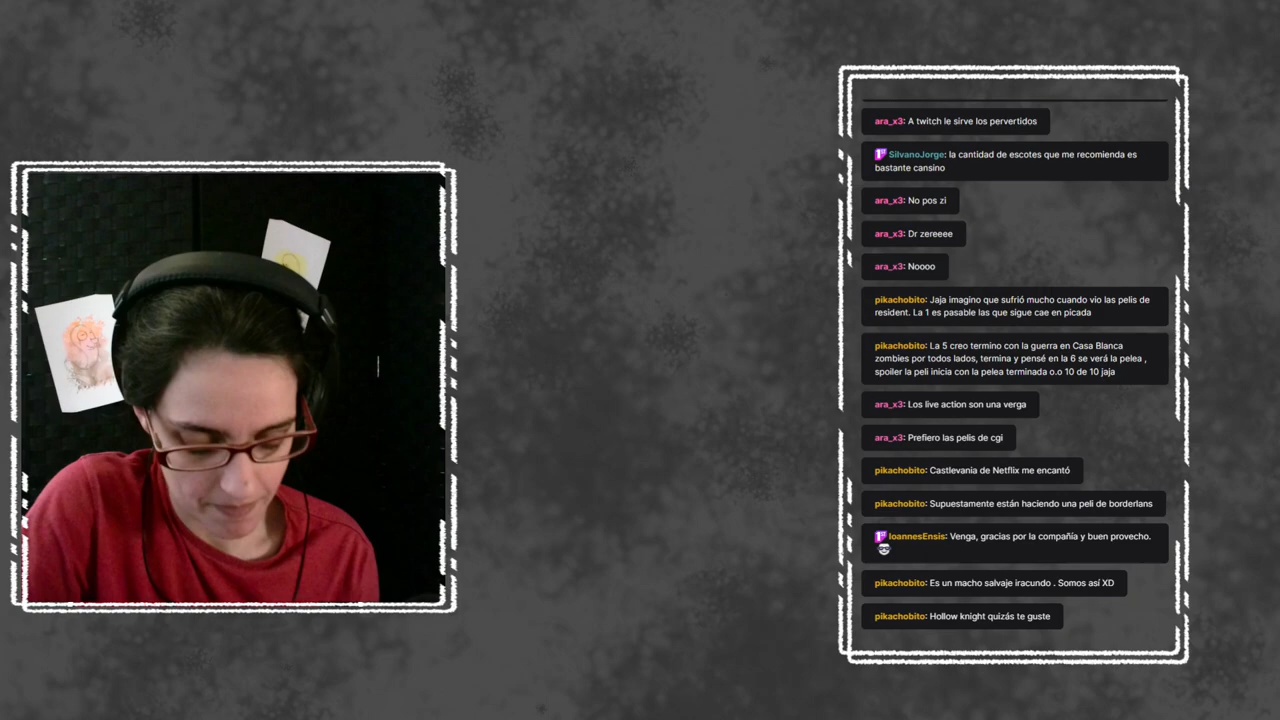 ara_x3: A twitch le sirve los pervertidos
SilvanoJorge: la cantidad de escotes que me recomienda es
bastante cansino
ara_x3: No pos zi
ara_x3: Dr zereeee
ara_x3: Noooo
pikachobito: Jaja imagino que sufrió mucho cuando vio las pelis de
resident. La 1 es pasable las que sigue cae en picada
pikachobito: La 5 creo termino con la guerra en Casa Blanca
zombies por todos lados, termina y pensé en la 6 se verá la pelea ,
spoiler la peli inicia con la pelea terminada o.o 10 de 10 jaja
ara_x3: Los live action son una verga
ara_x3: Prefiero las pelis de cgi
pikachobito: Castlevania de Netflix me encantó
pikachobito: Supuestamente están haciendo una peli de borderlans
IoannesEnsis: Venga, gracias por la compañía y buen provecho.
pikachobito: Es un macho salvaje iracundo . Somos así XD
pikachobito: Hollow knight quizás te guste